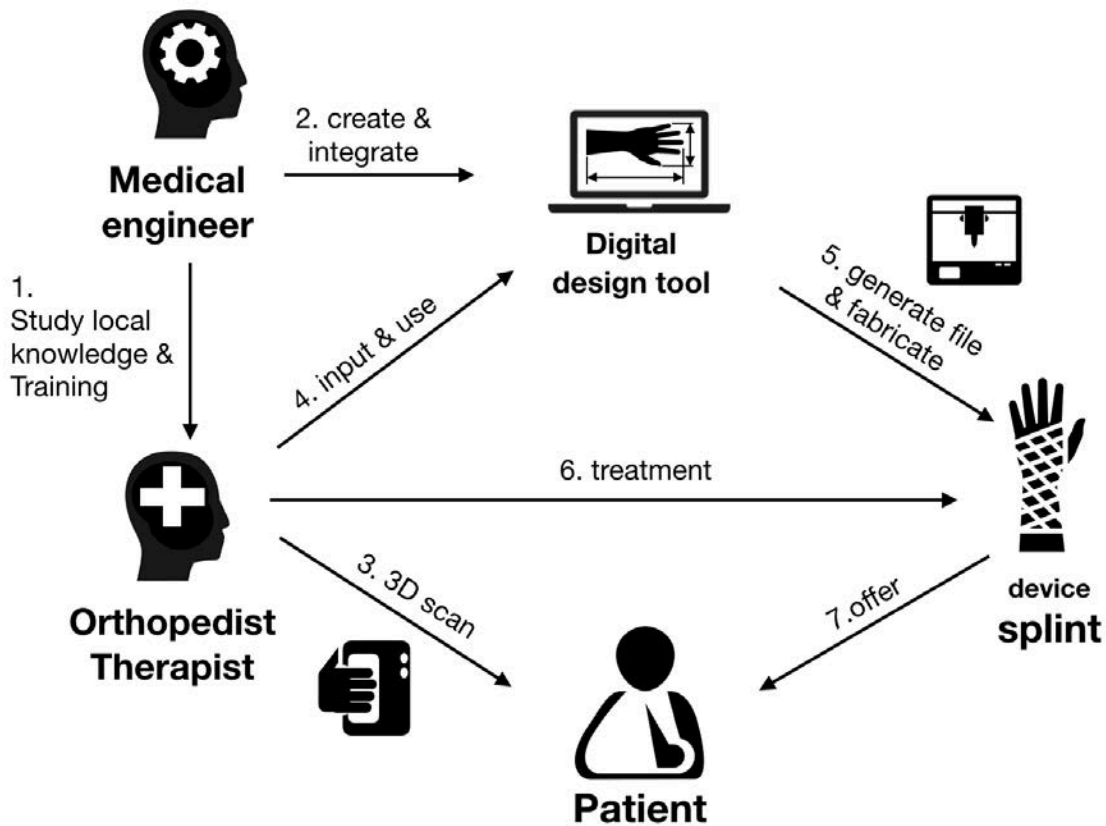 Medical
engineer
2. create &
integrate
Digital
design tool
1.
Study local
knowledge &
Training
4. input & use
5. generate file
& fabricate
6. treatment
3. 3D scan
7.offer
Orthopedist
Therapist
device
splint
Patient